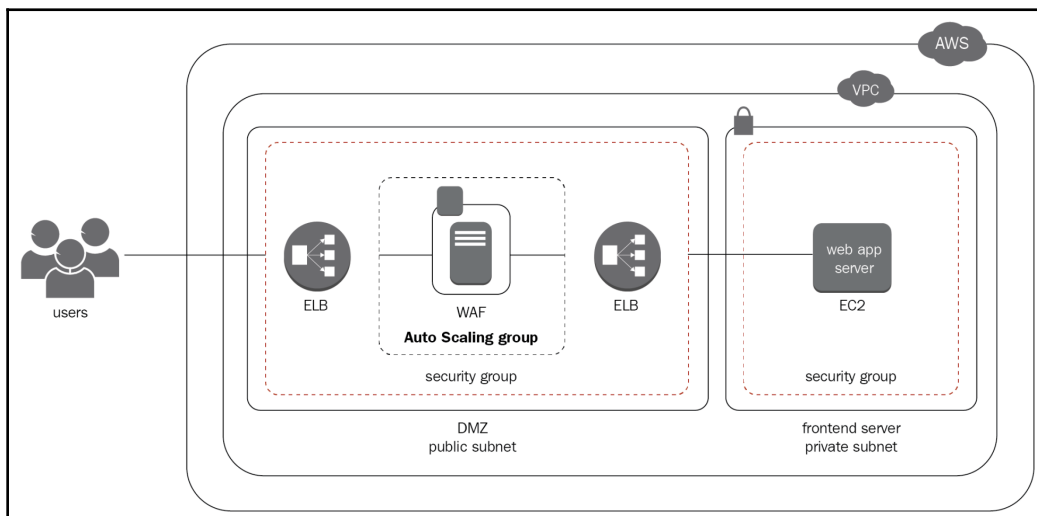 AWS
VPC
users
ELB
WAF
Auto Scaling group
ELB
security group
DMZ
public subnet
web app
server
EC2
security group
frontend server
private subnet